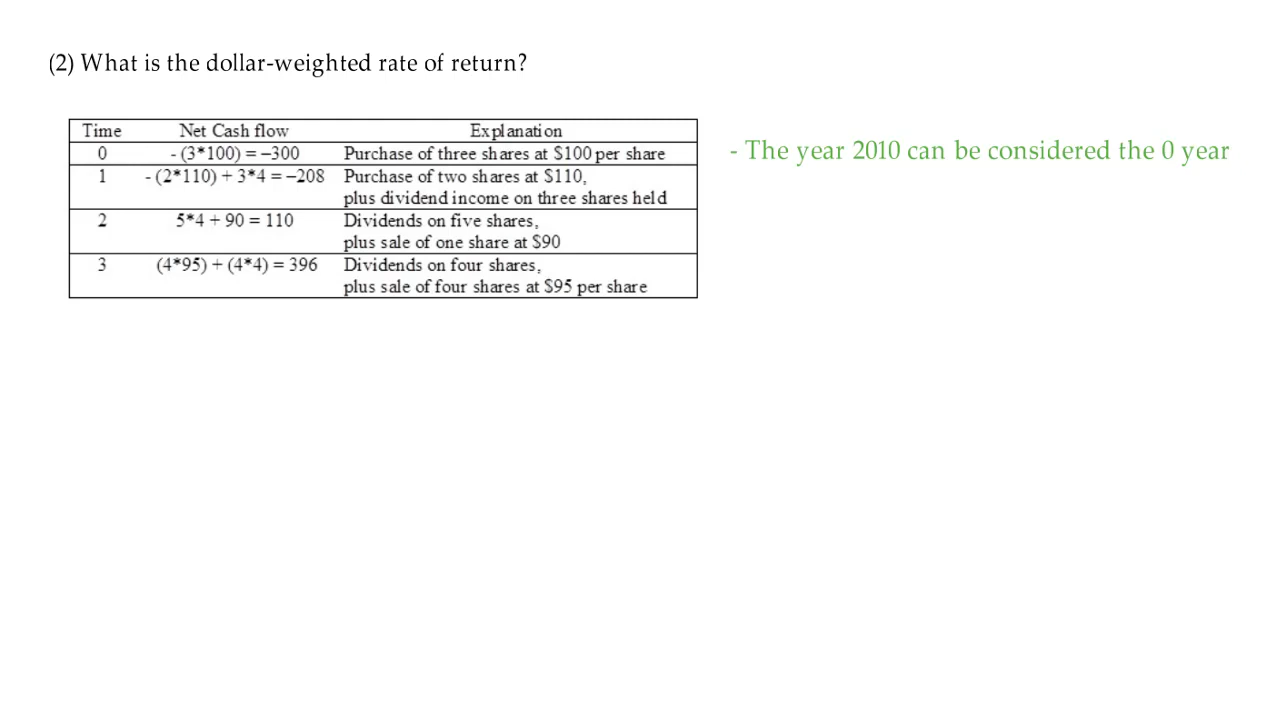 (2) What is the dollar-weighted rate of return?
Time Net Cash flow Explanation
0 - (3*100) = –300 Purchase of three shares at $100 per share
- The year 2010 can be considered the 0 year
1 - (2*110) + 3*4 = –208 Purchase of two shares at $110,
plus dividend income on three shares held
2 5*4 + 90 = 110 Dividends on five shares,
plus sale of one share at $90
3 (4*95) + (4*4) = 396 Dividends on four shares,
plus sale of four shares at $95 per share